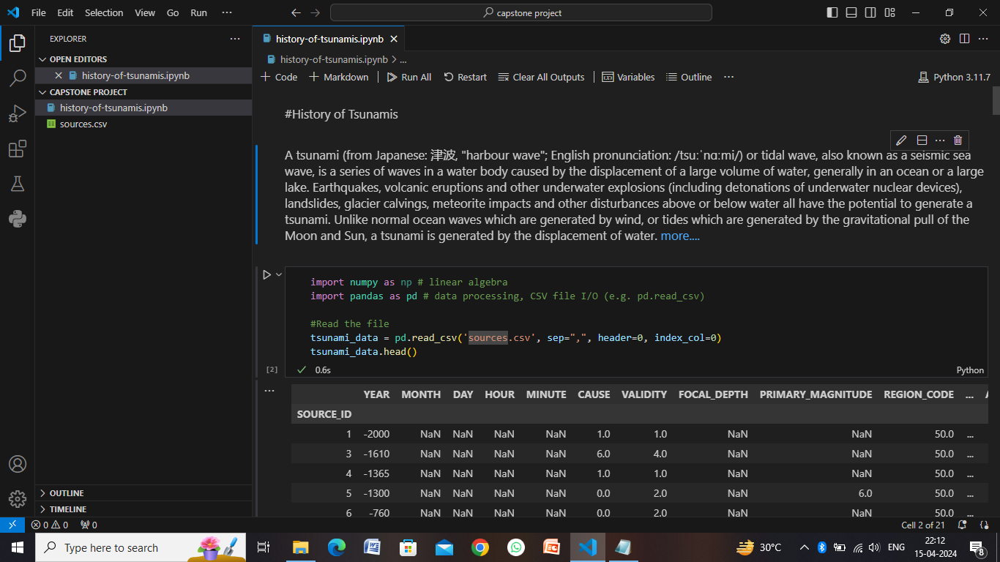 File Edit Selection View Go Run ···
capstone project
EXPLORER ···
OPEN EDITORS
history-of-tsunamis.ipynb
CAPSTONE PROJECT
history-of-tsunamis.ipynb
sources.csv
OUTLINE
TIMELINE
history-of-tsunamis.ipynb
history-of-tsunamis.ipynb > ...
+ Code + Markdown | Run All Restart Clear All Outputs | Variables Outline ··· Python 3.11.7
#History of Tsunamis
A tsunami (from Japanese: 津波, "harbour wave"; English pronunciation: /tsuːˈnɑːmi/) or tidal wave, also known as a seismic sea
wave, is a series of waves in a water body caused by the displacement of a large volume of water, generally in an ocean or a large
lake. Earthquakes, volcanic eruptions and other underwater explosions (including detonations of underwater nuclear devices),
landslides, glacier calvings, meteorite impacts and other disturbances above or below water all have the potential to generate a
tsunami. Unlike normal ocean waves which are generated by wind, or tides which are generated by the gravitational pull of the
Moon and Sun, a tsunami is generated by the displacement of water. more....
import numpy as np # linear algebra
import pandas as pd # data processing, CSV file I/O (e.g. pd.read_csv)
#Read the file
tsunami_data = pd.read_csv('sources.csv', sep=",", header=0, index_col=0)
tsunami_data.head()
[2] 0.6s Python
YEAR MONTH DAY HOUR MINUTE CAUSE VALIDITY FOCAL_DEPTH PRIMARY_MAGNITUDE REGION_CODE ...
SOURCE_ID
1 -2000 NaN NaN NaN NaN 1.0 1.0 NaN NaN 50.0 ...
3 -1610 NaN NaN NaN NaN 6.0 4.0 NaN NaN 50.0 ...
4 -1365 NaN NaN NaN NaN 1.0 1.0 NaN NaN 50.0 ...
5 -1300 NaN NaN NaN NaN 0.0 2.0 NaN 6.0 50.0 ...
6 -760 NaN NaN NaN NaN 0.0 2.0 NaN NaN 50.0 ...
0 0 0 Cell 2 of 21
Type here to search 30°C ENG 22:12
15-04-2024 8